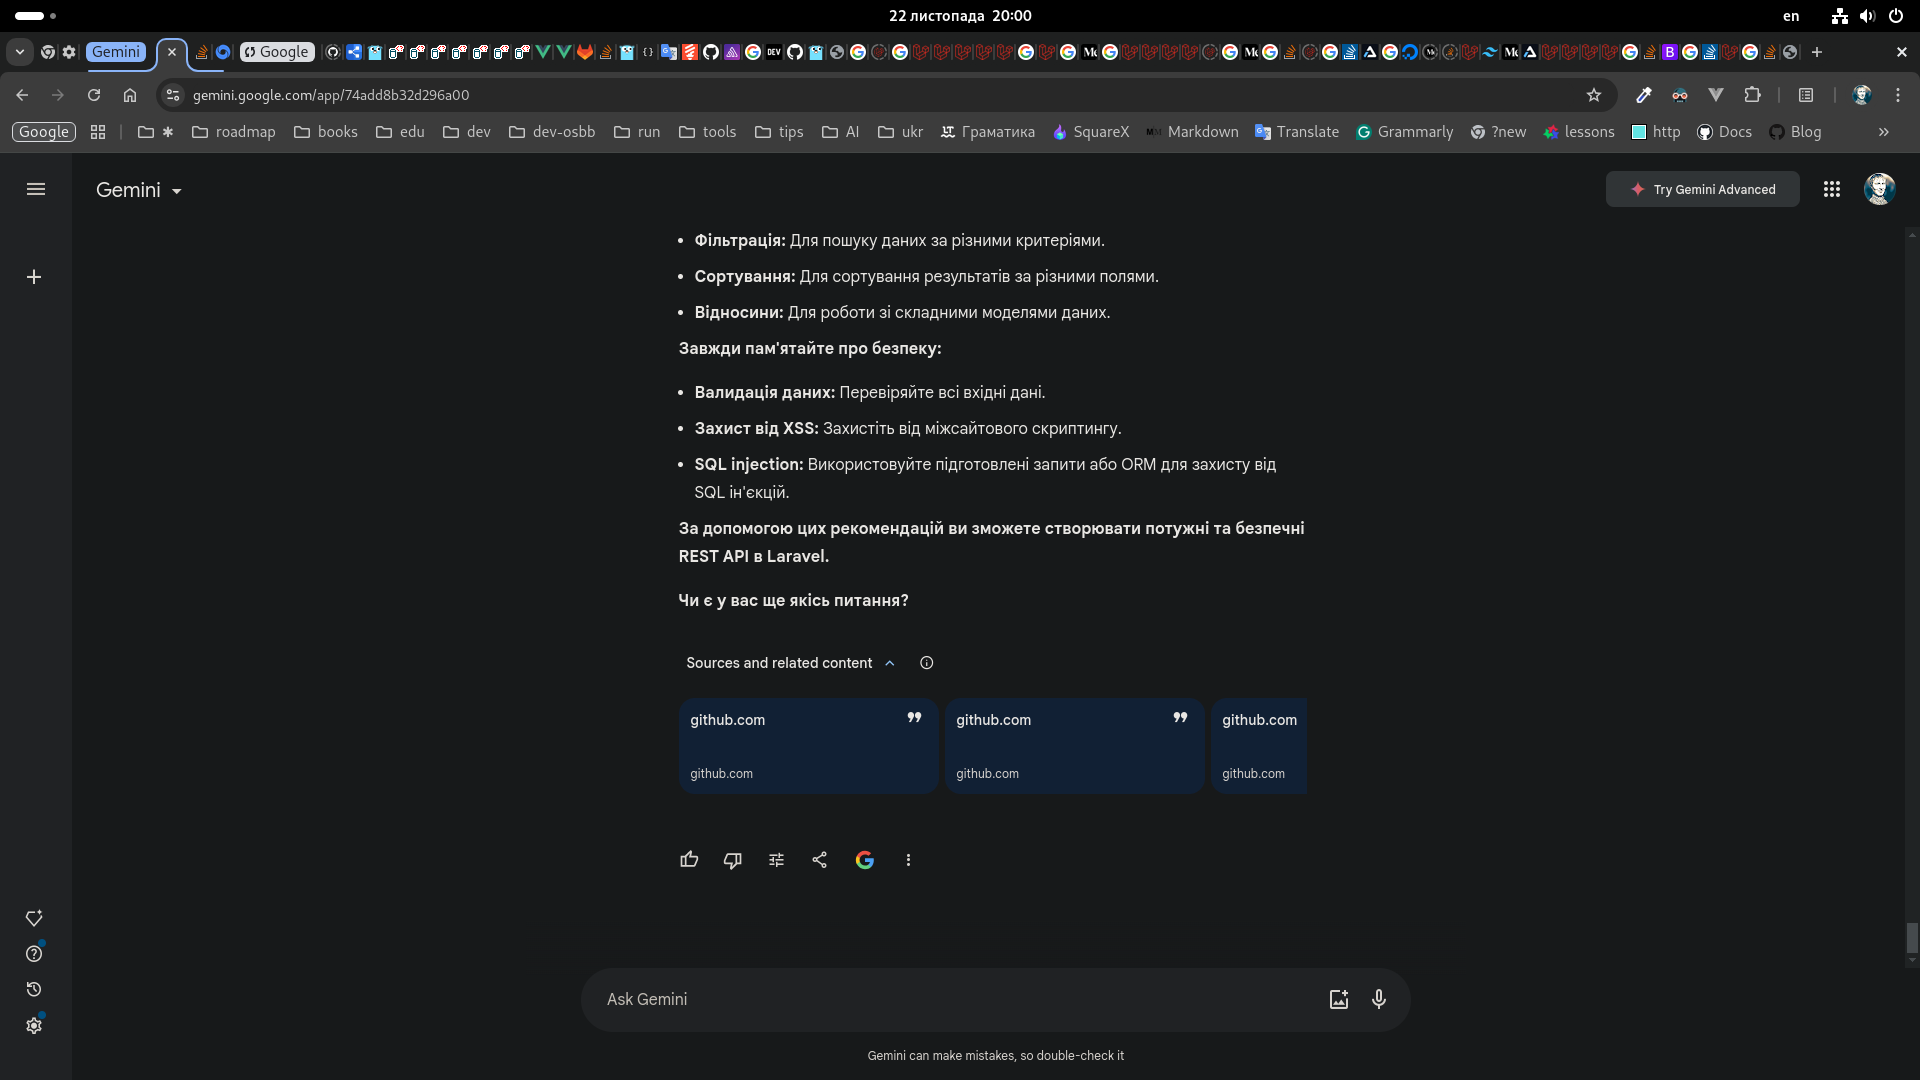 22 листопада 20:00
en
Gemini
Google
gemini.google.com/app/74add8b32d296a00
Google
roadmap
books
edu
dev
dev-osbb
run
tools
tips
AI
ukr
Граматика
SquareX
Markdown
Translate
Grammarly
?new
lessons
http
Docs
Blog
Gemini
Try Gemini Advanced
• Фільтрація: Для пошуку даних за різними критеріями.
• Сортування: Для сортування результатів за різними полями.
• Відносини: Для роботи зі складними моделями даних.
Завжди пам'ятайте про безпеку:
• Валидація даних: Перевіряйте всі вхідні дані.
• Захист від XSS: Захистіть від міжсайтового скриптингу.
• SQL injection: Використовуйте підготовлені запити або ORM для захисту від
SQL ін'єкцій.
За допомогою цих рекомендацій ви зможете створювати потужні та безпечні
REST API в Laravel.
Чи є у вас ще якісь питання?
Sources and related content
github.com
github.com
github.com
github.com
github.com
github.com
Ask Gemini
Gemini can make mistakes, so double-check it